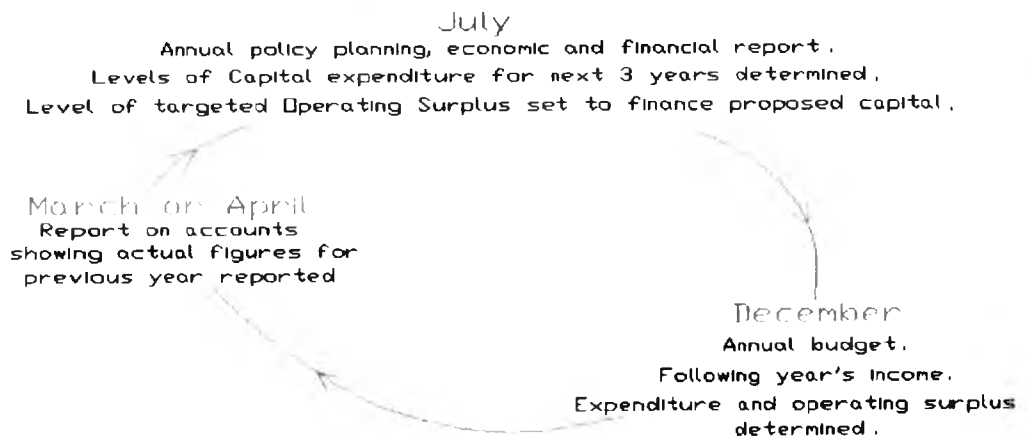 July
Annual policy planning, economic and financial report.
Levels of Capital expenditure for next 3 years determined.
Level of targeted Operating Surplus set to finance proposed capital.
March or April
Report on accounts
showing actual figures for
previous year reported
December
Annual budget.
Following year's income.
Expenditure and operating surplus
determined.